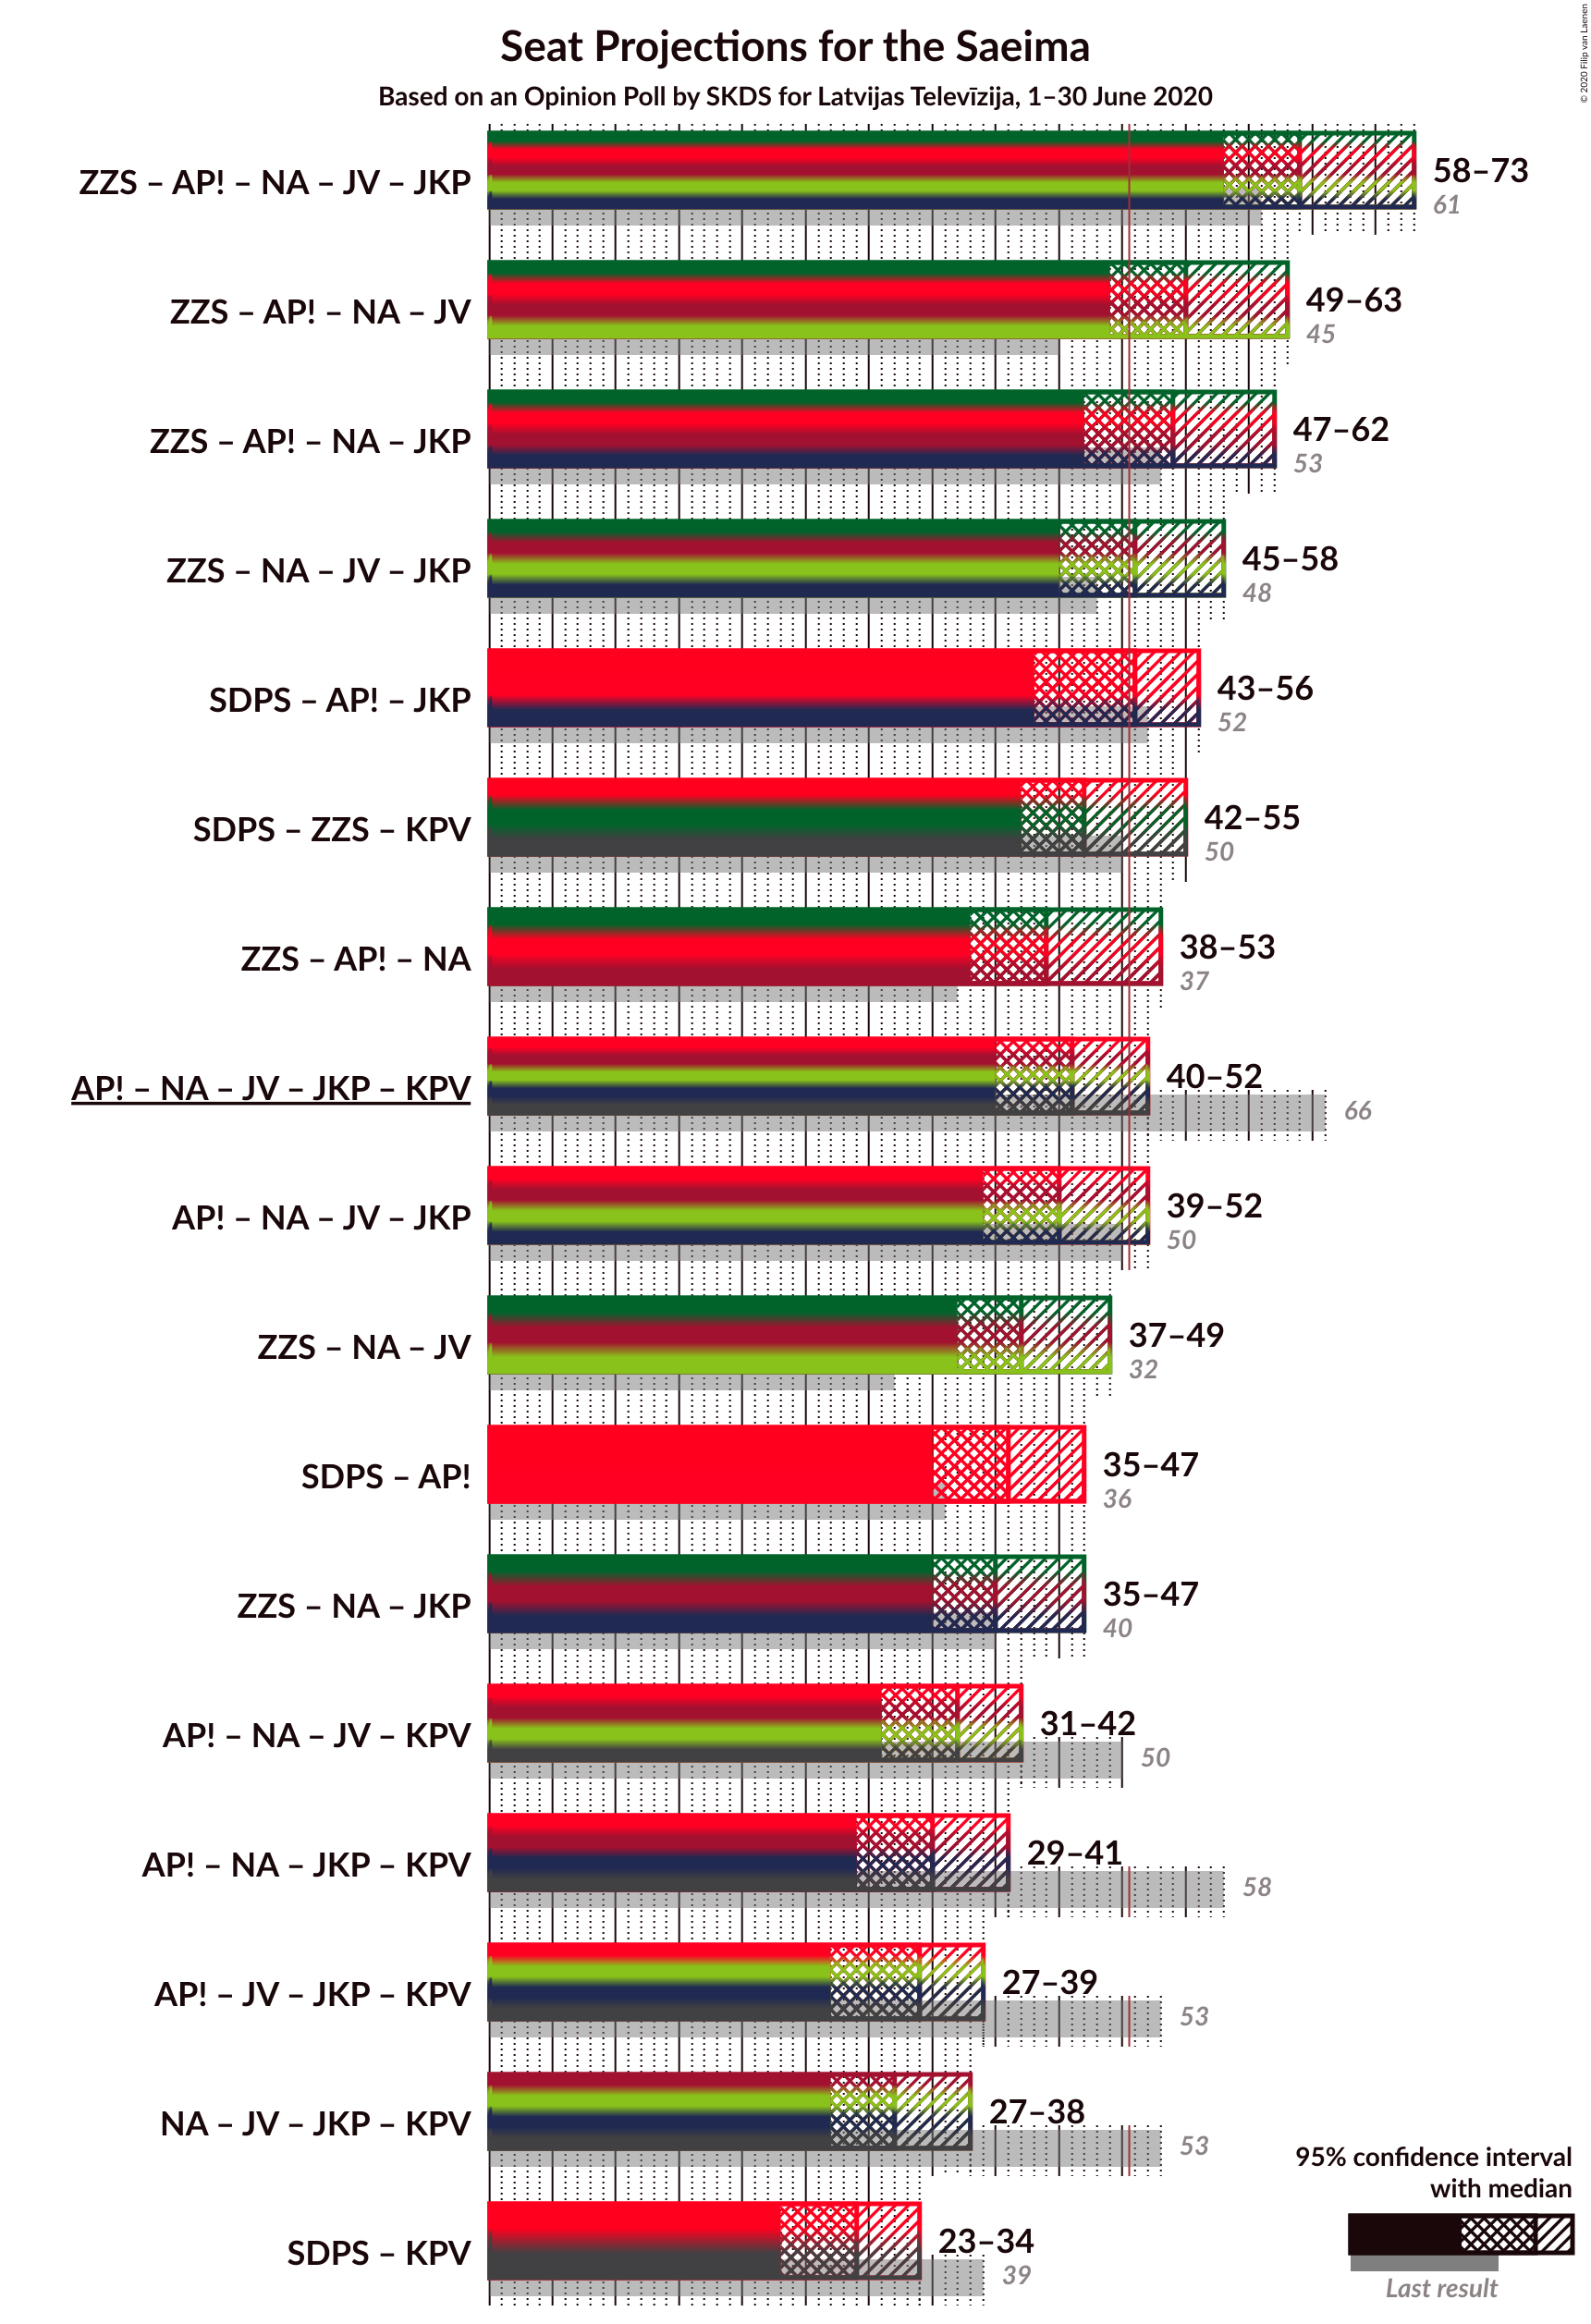 Seat Projections for the Saeima
Based on an Opinion Poll by SKDS for Latvijas Televīzija, 1–30 June 2020
© 2020 Filip van Laenen
ZZS – AP! – NA – JV – JKP
58–73
61
ZZS – AP! – NA – JV
49–63
45
ZZS – AP! – NA – JKP
47–62
53
ZZS – NA – JV – JKP
45–58
48
SDPS – AP! – JKP
43–56
52
SDPS – ZZS – KPV
42–55
50
ZZS – AP! – NA
38–53
37
AP! – NA – JV – JKP – KPV
40–52
66
AP! – NA – JV – JKP
39–52
50
ZZS – NA – JV
37–49
32
SDPS – AP!
35–47
36
ZZS – NA – JKP
35–47
40
AP! – NA – JV – KPV
31–42
50
AP! – NA – JKP – KPV
29–41
58
AP! – JV – JKP – KPV
27–39
53
NA – JV – JKP – KPV
27–38
53
SDPS – KPV
23–34
39
95% confidence interval
with median
Last result